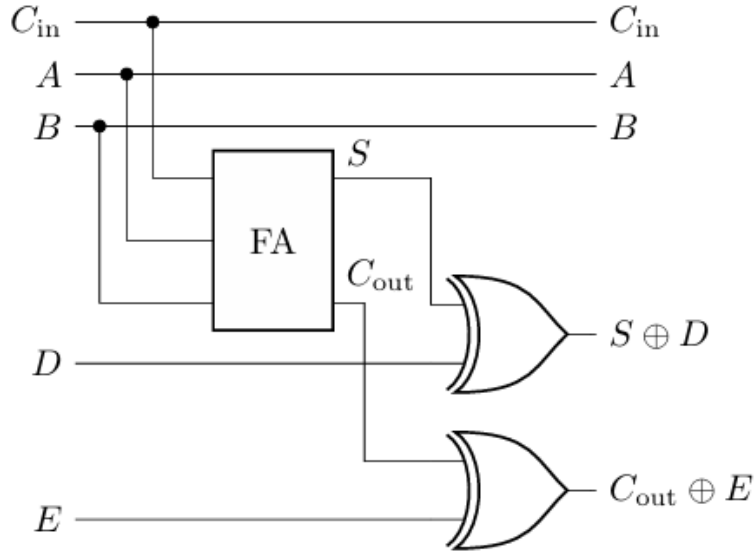 C_in C_in
A A
B B
S
FA
C_out
D S ⊕ D
E C_out ⊕ E